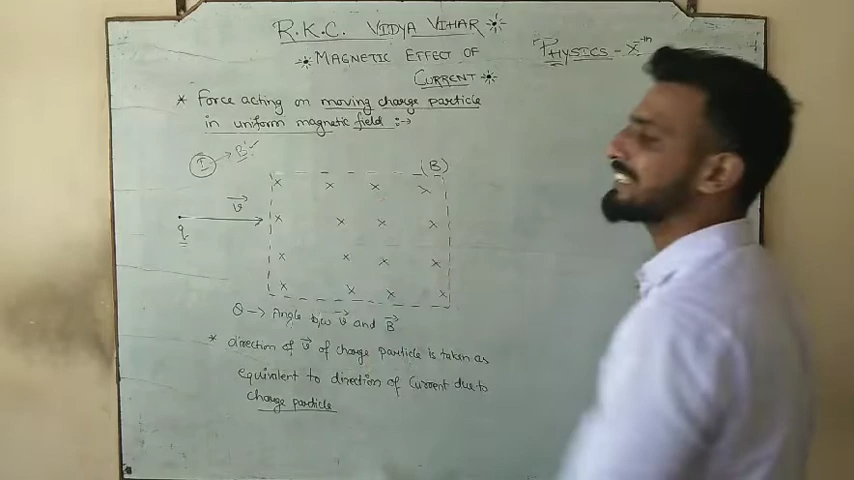 R.K.C. VIDYA VIHAR
MAGNETIC EFFECT OF
CURRENT
PHYSICS - X th
* Force acting on moving charge particle
in uniform magnetic field :→
I → B
(B)
x x x x
v
x x x x
q
x x x x
x x x x
θ → Angle b/w v and B
* direction of v of charge particle is taken as
equivalent to direction of Current due to
charge particle